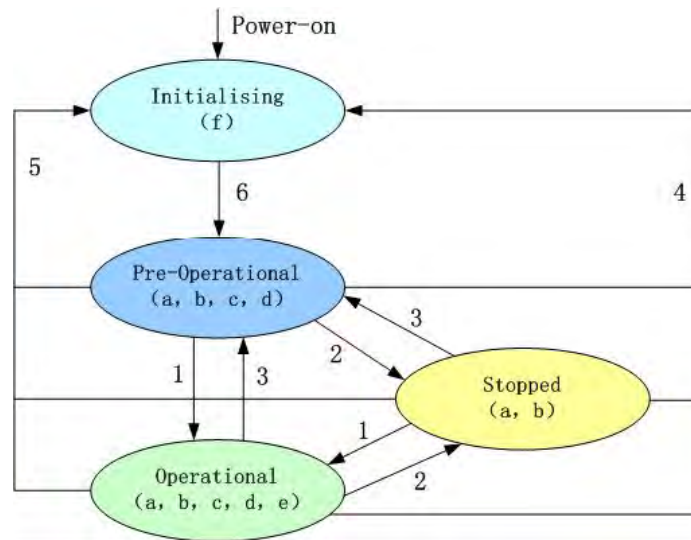 Power-on
Initialising
(f)
5
6
4
Pre-Operational
(a, b, c, d)
3
2
1
3
Stopped
(a, b)
1
Operational
(a, b, c, d, e)
2